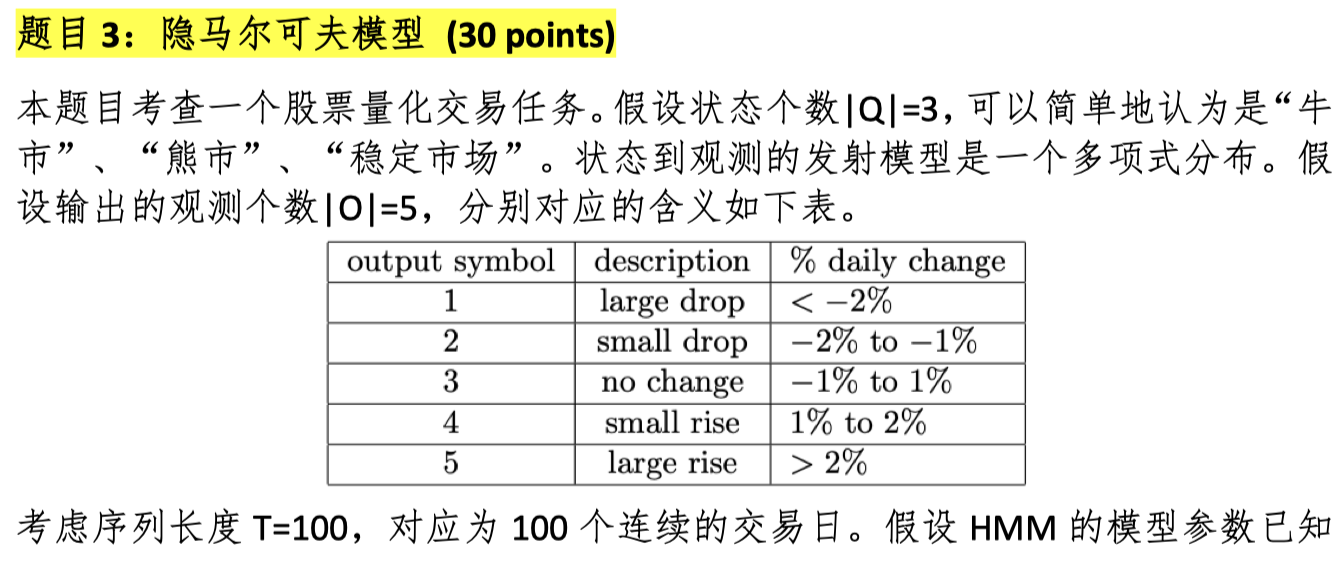 题目 3：隐马尔可夫模型 (30 points)
本题目考查一个股票量化交易任务。假设状态个数|Q|=3，可以简单地认为是“牛
市”、“熊市”、“稳定市场”。状态到观测的发射模型是一个多项式分布。假
设输出的观测个数|O|=5，分别对应的含义如下表。
output symbol description % daily change
1 large drop < −2%
2 small drop −2% to −1%
3 no change −1% to 1%
4 small rise 1% to 2%
5 large rise > 2%
考虑序列长度 T=100，对应为 100 个连续的交易日。假设 HMM 的模型参数已知